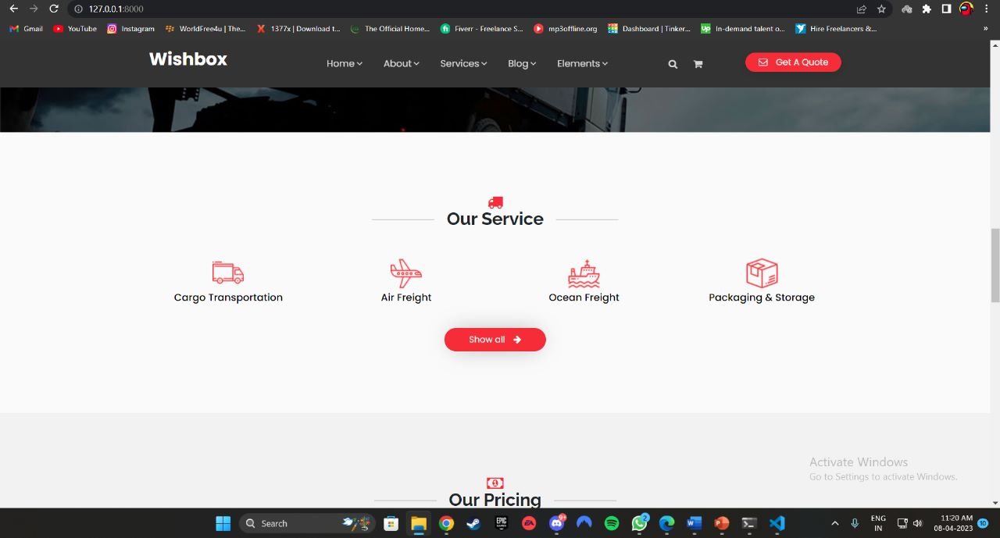 127.0.0.1:8000
Gmail YouTube Instagram WorldFree4u | The... 1377x | Download t... The Official Home... Fiverr - Freelance S... mp3offline.org Dashboard | Tinker... In-demand talent o... Hire Freelancers &... »
Wishbox Home About Services Blog Elements Get A Quote
Our Service
Cargo Transportation Air Freight Ocean Freight Packaging & Storage
Show all
Activate Windows
Go to Settings to activate Windows.
Our Pricing
Search ENG IN 11:20 AM 08-04-2023